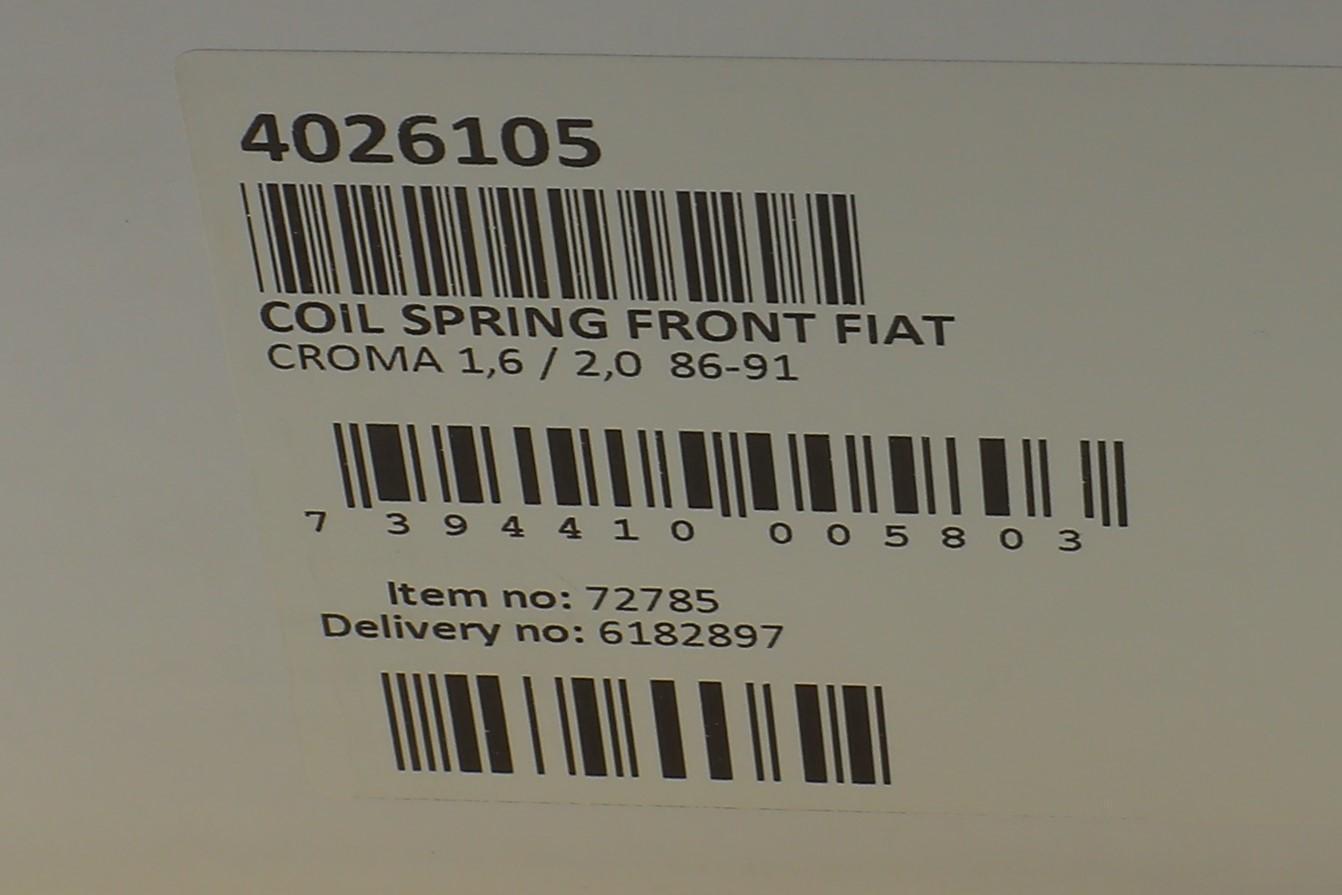 4026105
COIL SPRING FRONT FIAT
CROMA 1,6 / 2,0 86-91
7 394410 005803
Item no: 72785
Delivery no: 6182897